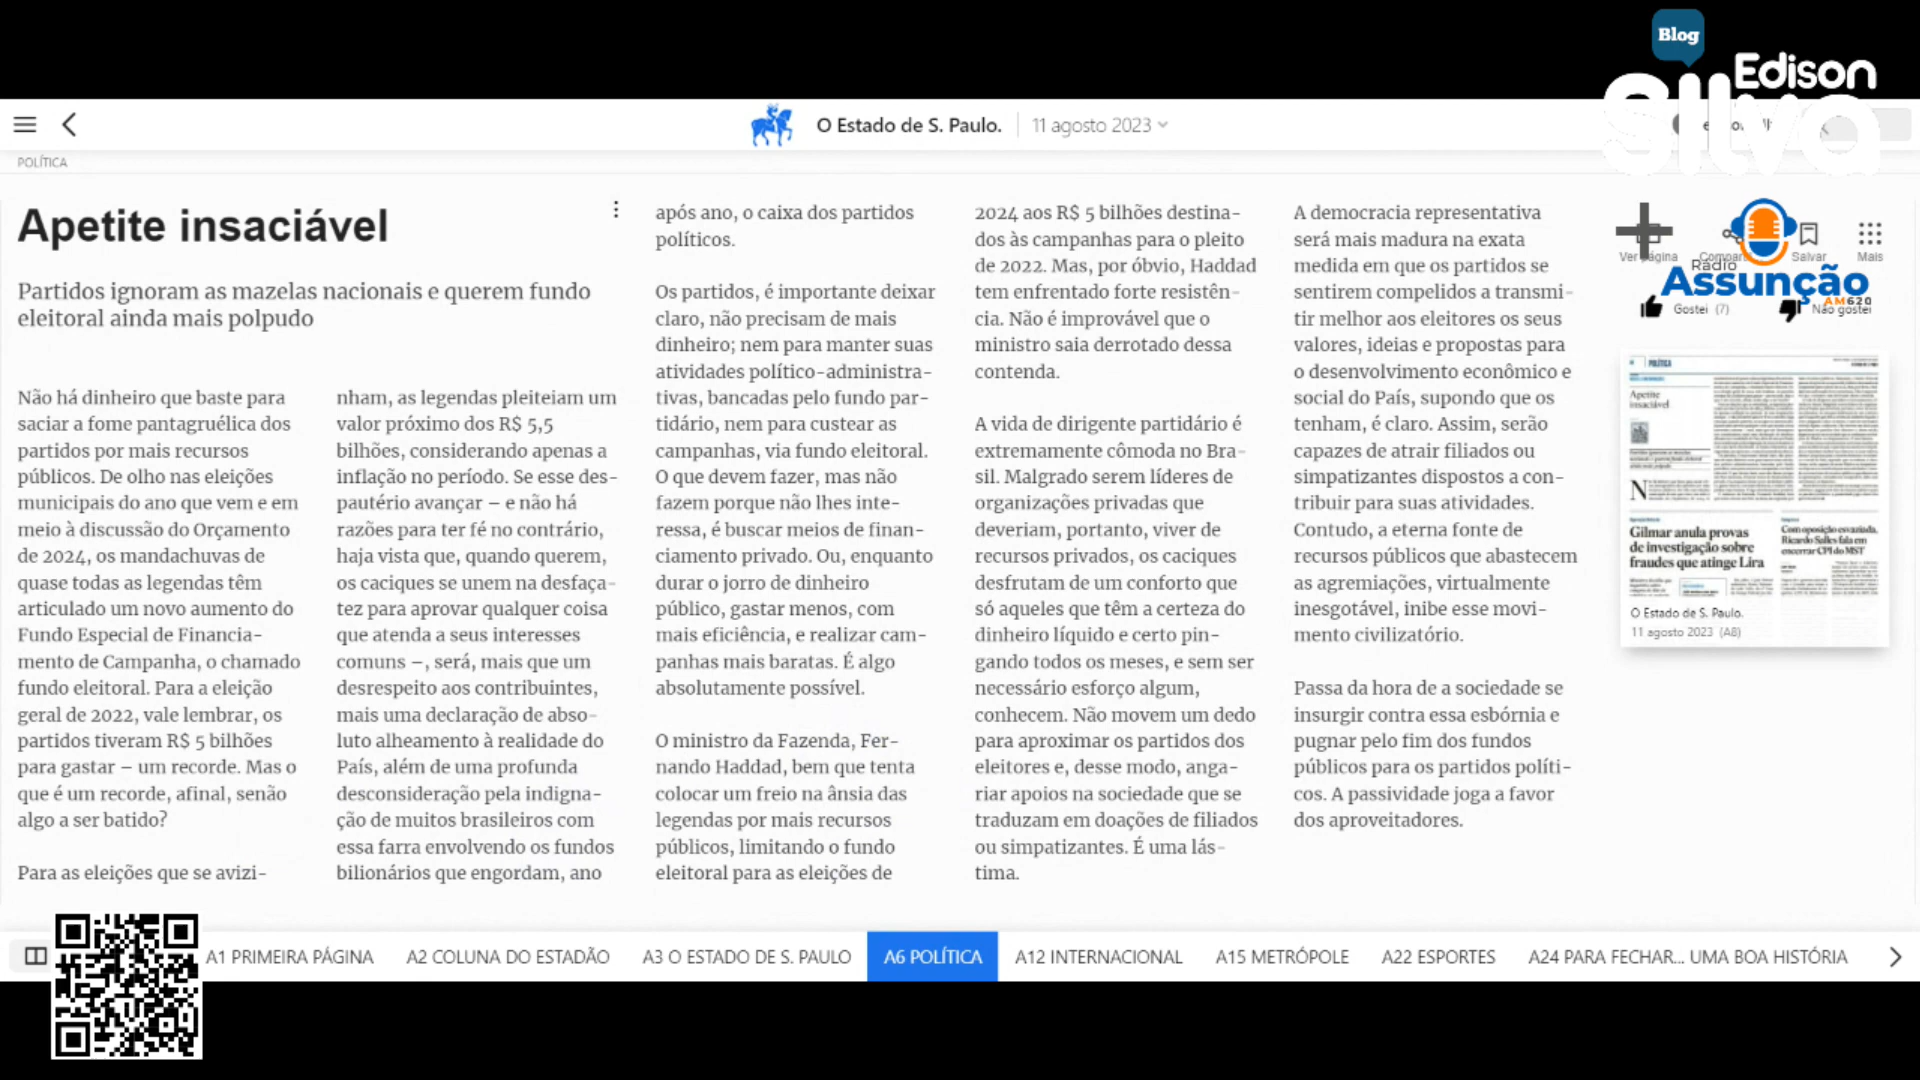 Blog
Edison
Silva
O Estado de S. Paulo.
11 agosto 2023
POLÍTICA
Apetite insaciável
Partidos ignoram as mazelas nacionais e querem fundo
eleitoral ainda mais polpudo
Não há dinheiro que baste para
saciar a fome pantagruélica dos
partidos por mais recursos
públicos. De olho nas eleições
municipais do ano que vem e em
meio à discussão do Orçamento
de 2024, os mandachuvas de
quase todas as legendas têm
articulado um novo aumento do
Fundo Especial de Financia-
mento de Campanha, o chamado
fundo eleitoral. Para a eleição
geral de 2022, vale lembrar, os
partidos tiveram R$ 5 bilhões
para gastar – um recorde. Mas o
que é um recorde, afinal, senão
algo a ser batido?
Para as eleições que se avizi-
nham, as legendas pleiteiam um
valor próximo dos R$ 5,5
bilhões, considerando apenas a
inflação no período. Se esse des-
pautério avançar – e não há
razões para ter fé no contrário,
haja vista que, quando querem,
os caciques se unem na desfaça-
tez para aprovar qualquer coisa
que atenda a seus interesses
comuns –, será, mais que um
desrespeito aos contribuintes,
mais uma declaração de abso-
luto alheamento à realidade do
País, além de uma profunda
desconsideração pela indigna-
ção de muitos brasileiros com
essa farra envolvendo os fundos
bilionários que engordam, ano
após ano, o caixa dos partidos
políticos.
Os partidos, é importante deixar
claro, não precisam de mais
dinheiro; nem para manter suas
atividades político-administra-
tivas, bancadas pelo fundo par-
tidário, nem para custear as
campanhas, via fundo eleitoral.
O que devem fazer, mas não
fazem porque não lhes inte-
ressa, é buscar meios de finan-
ciamento privado. Ou, enquanto
durar o jorro de dinheiro
público, gastar menos, com
mais eficiência, e realizar cam-
panhas mais baratas. É algo
absolutamente possível.
O ministro da Fazenda, Fer-
nando Haddad, bem que tenta
colocar um freio na ânsia das
legendas por mais recursos
públicos, limitando o fundo
eleitoral para as eleições de
2024 aos R$ 5 bilhões destina-
dos às campanhas para o pleito
de 2022. Mas, por óbvio, Haddad
tem enfrentado forte resistên-
cia. Não é improvável que o
ministro saia derrotado dessa
contenda.
A vida de dirigente partidário é
extremamente cômoda no Bra-
sil. Malgrado serem líderes de
organizações privadas que
deveriam, portanto, viver de
recursos privados, os caciques
desfrutam de um conforto que
só aqueles que têm a certeza do
dinheiro líquido e certo pin-
gando todos os meses, e sem ser
necessário esforço algum,
conhecem. Não movem um dedo
para aproximar os partidos dos
eleitores e, desse modo, anga-
riar apoios na sociedade que se
traduzam em doações de filiados
ou simpatizantes. É uma lás-
tima.
A democracia representativa
será mais madura na exata
medida em que os partidos se
sentirem compelidos a transmi-
tir melhor aos eleitores os seus
valores, ideias e propostas para
o desenvolvimento econômico e
social do País, supondo que os
tenham, é claro. Assim, serão
capazes de atrair filiados ou
simpatizantes dispostos a con-
tribuir para suas atividades.
Contudo, a eterna fonte de
recursos públicos que abastecem
as agremiações, virtualmente
inesgotável, inibe esse movi-
mento civilizatório.
Passa da hora de a sociedade se
insurgir contra essa esbórnia e
pugnar pelo fim dos fundos
públicos para os partidos políti-
cos. A passividade joga a favor
dos aproveitadores.
Salvar
Mais
Rádio
Assunção
AM 620
Gostei (7)
Não gostei
POLÍTICA
Apetite
insaciável
Gilmar anula provas
de investigação sobre
fraudes que atinge Lira
Com oposição esvaziada,
Ricardo Salles fala em
encerrar CPI do MST
O Estado de S. Paulo.
11 agosto 2023 (A8)
A1 PRIMEIRA PÁGINA
A2 COLUNA DO ESTADÃO
A3 O ESTADO DE S. PAULO
A6 POLÍTICA
A12 INTERNACIONAL
A15 METRÓPOLE
A22 ESPORTES
A24 PARA FECHAR... UMA BOA HISTÓRIA